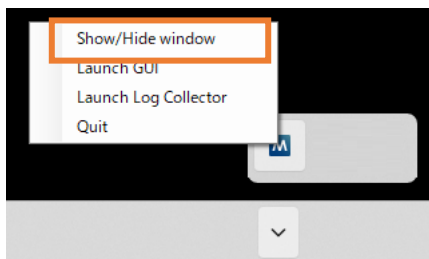 Show/Hide window
Launch GUI
Launch Log Collector
Quit
M